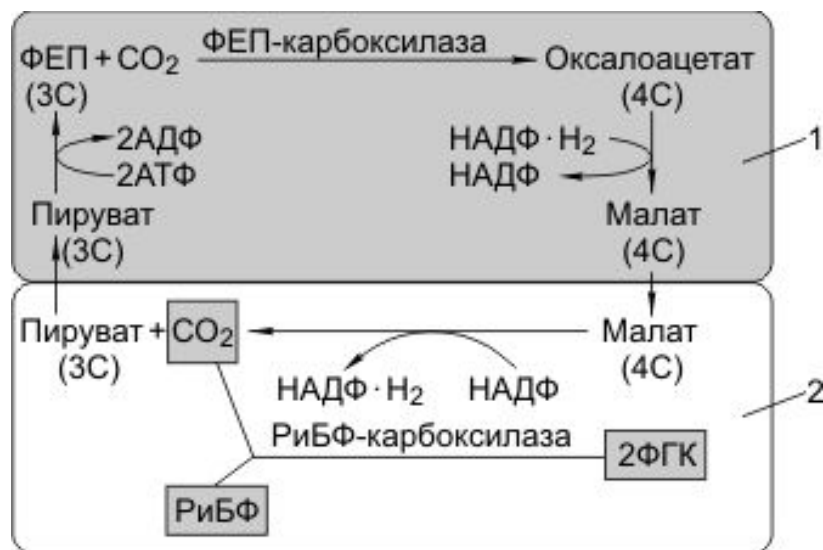 ФЕП + CO₂ ФЕП-карбоксилаза Оксалоацетат
(3С) (4С)
2АДФ НАДФ · Н₂ 1
2АТФ НАДФ
Пируват Малат
(3С) (4С)
Пируват + CO₂ Малат
(3С) (4С)
НАДФ · Н₂ НАДФ 2
РиБФ-карбоксилаза
2ФГК
РиБФ